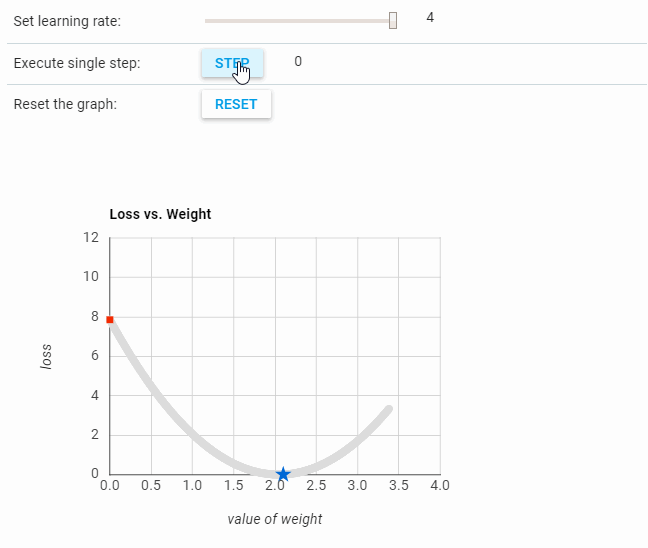 Set learning rate: 4
Execute single step: STEP 0
Reset the graph: RESET
Loss vs. Weight
12
10
8
6
4
2
0
loss
0.0 0.5 1.0 1.5 2.0 2.5 3.0 3.5 4.0
value of weight